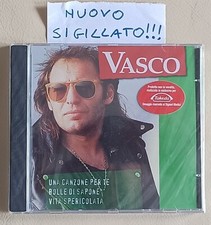 NUOVO
SIGILLATO!!!
VASCO
UNA CANZONE PER TE
BOLLE DI SAPONE
VITA SPERICOLATA